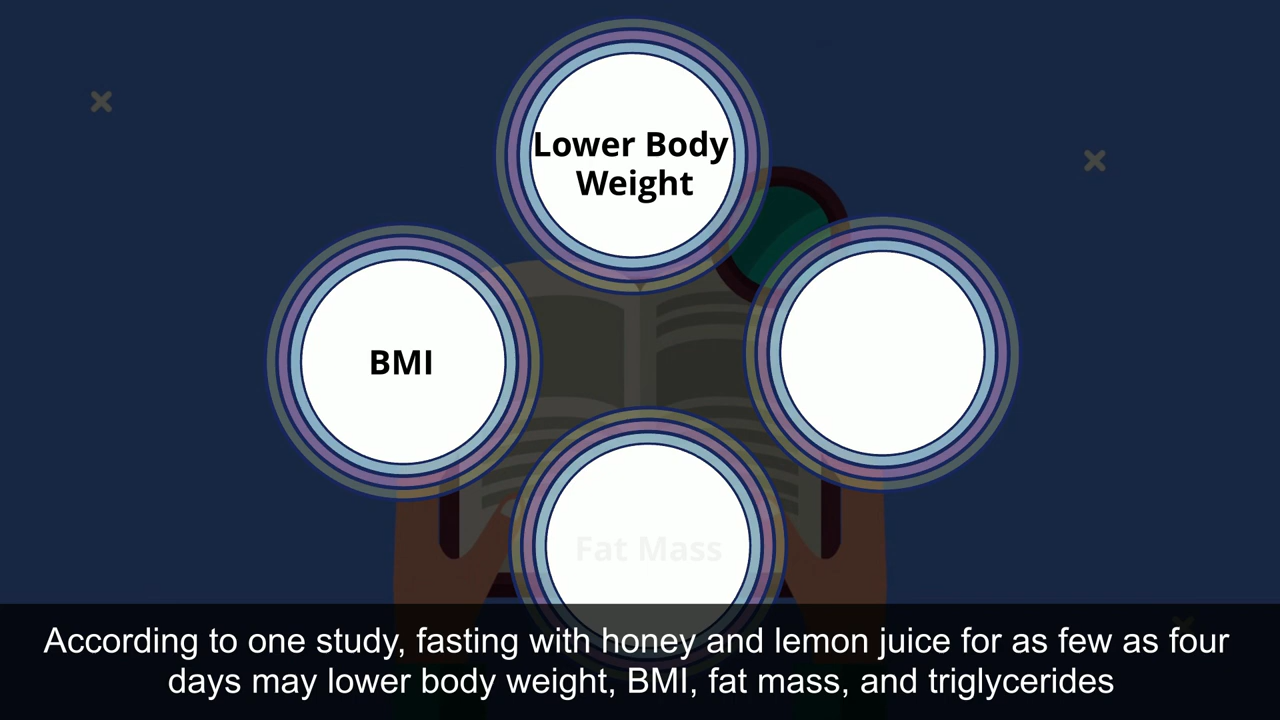 Lower Body
Weight
BMI
Fat Mass
According to one study, fasting with honey and lemon juice for as few as four
days may lower body weight, BMI, fat mass, and triglycerides